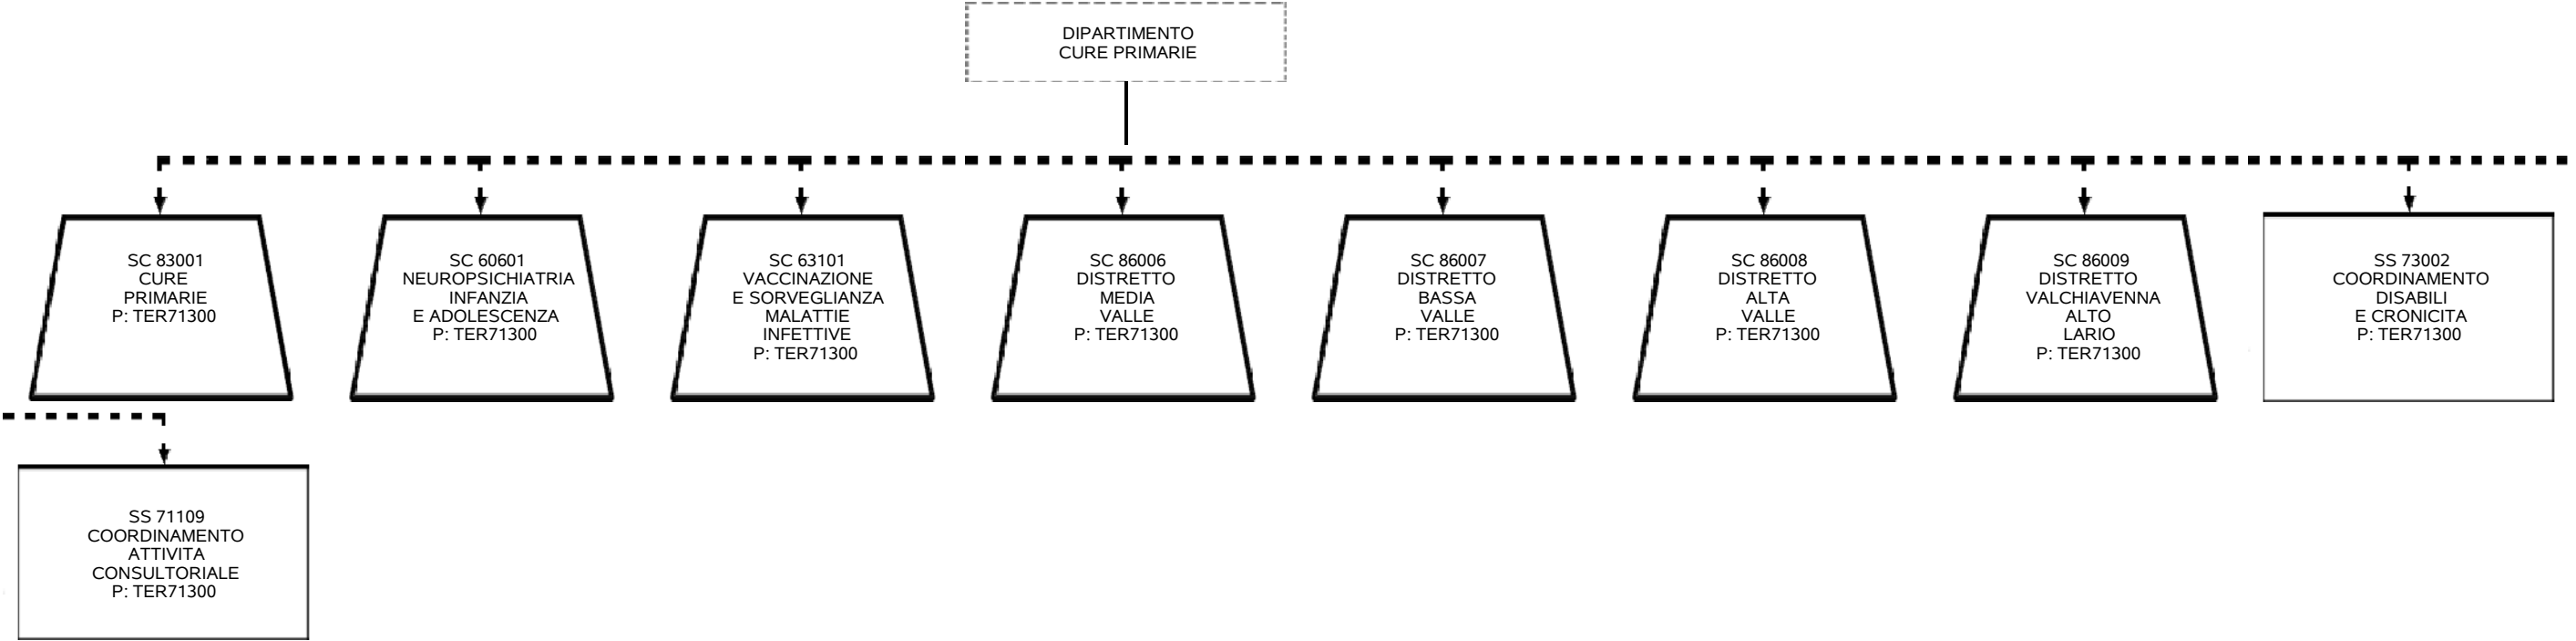 DIPARTIMENTO
CURE PRIMARIE
SC 83001
CURE
PRIMARIE
P: TER71300
SC 60601
NEUROPSICHIATRIA
INFANZIA
E ADOLESCENZA
P: TER71300
SC 63101
VACCINAZIONE
E SORVEGLIANZA
MALATTIE
INFETTIVE
P: TER71300
SC 86006
DISTRETTO
MEDIA
VALLE
P: TER71300
SC 86007
DISTRETTO
BASSA
VALLE
P: TER71300
SC 86008
DISTRETTO
ALTA
VALLE
P: TER71300
SC 86009
DISTRETTO
VALCHIAVENNA
ALTO
LARIO
P: TER71300
SS 73002
COORDINAMENTO
DISABILI
E CRONICITA
P: TER71300
SS 71109
COORDINAMENTO
ATTIVITA
CONSULTORIALE
P: TER71300